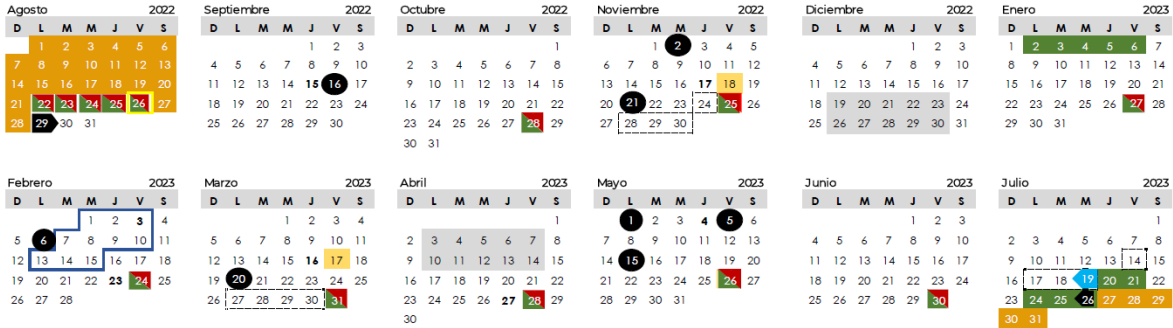 Agosto 2022
D L M M J V S
1 2 3 4 5 6
7 8 9 10 11 12 13
14 15 16 17 18 19 20
21 22 23 24 25 26 27
28 29 30 31
Septiembre 2022
D L M M J V S
1 2 3
4 5 6 7 8 9 10
11 12 13 14 15 16 17
18 19 20 21 22 23 24
25 26 27 28 29 30
Octubre 2022
D L M M J V S
1
2 3 4 5 6 7 8
9 10 11 12 13 14 15
16 17 18 19 20 21 22
23 24 25 26 27 28 29
30 31
Noviembre 2022
D L M M J V S
1 2 3 4 5
6 7 8 9 10 11 12
13 14 15 16 17 18 19
20 21 22 23 24 25 26
27 28 29 30
Diciembre 2022
D L M M J V S
1 2 3
4 5 6 7 8 9 10
11 12 13 14 15 16 17
18 19 20 21 22 23 24
25 26 27 28 29 30 31
Enero 2023
D L M M J V S
1 2 3 4 5 6 7
8 9 10 11 12 13 14
15 16 17 18 19 20 21
22 23 24 25 26 27 28
29 30 31
Febrero 2023
D L M M J V S
1 2 3 4
5 6 7 8 9 10 11
12 13 14 15 16 17 18
19 20 21 22 23 24 25
26 27 28
Marzo 2023
D L M M J V S
1 2 3 4
5 6 7 8 9 10 11
12 13 14 15 16 17 18
19 20 21 22 23 24 25
26 27 28 29 30 31
Abril 2023
D L M M J V S
1
2 3 4 5 6 7 8
9 10 11 12 13 14 15
16 17 18 19 20 21 22
23 24 25 26 27 28 29
30
Mayo 2023
D L M M J V S
1 2 3 4 5 6
7 8 9 10 11 12 13
14 15 16 17 18 19 20
21 22 23 24 25 26 27
28 29 30 31
Junio 2023
D L M M J V S
1 2 3
4 5 6 7 8 9 10
11 12 13 14 15 16 17
18 19 20 21 22 23 24
25 26 27 28 29 30
Julio 2023
D L M M J V S
1
2 3 4 5 6 7 8
9 10 11 12 13 14 15
16 17 18 19 20 21 22
23 24 25 26 27 28 29
30 31